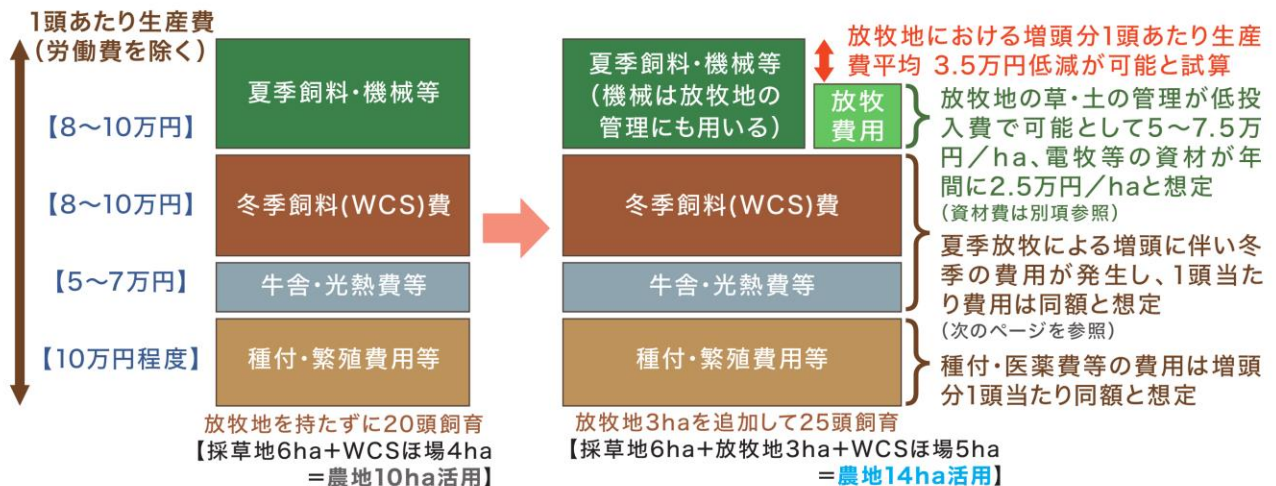 1頭あたり生産費
(労働費を除く)
【8〜10万円】
【8〜10万円】
【5〜7万円】
【10万円程度】
夏季飼料・機械等
冬季飼料(WCS)費
牛舎・光熱費等
種付・繁殖費用等
放牧地を持たずに20頭飼育
【採草地6ha+WCSほ場4ha
=農地10ha活用】
夏季飼料・機械等
(機械は放牧地の
管理にも用いる)
放牧
費用
冬季飼料(WCS)費
牛舎・光熱費等
種付・繁殖費用等
放牧地3haを追加して25頭飼育
【採草地6ha+放牧地3ha+WCSほ場5ha
=農地14ha活用】
放牧地における増頭分1頭あたり生産
費平均 3.5万円低減が可能と試算
放牧地の草・土の管理が低投
入費で可能として5〜7.5万
円/ha、電牧等の資材が年
間に2.5万円/haと想定
(資材費は別項参照)
夏季放牧による増頭に伴い冬
季の費用が発生し、1頭当た
り費用は同額と想定
(次のページを参照)
種付・医薬費等の費用は増頭
分1頭当たり同額と想定